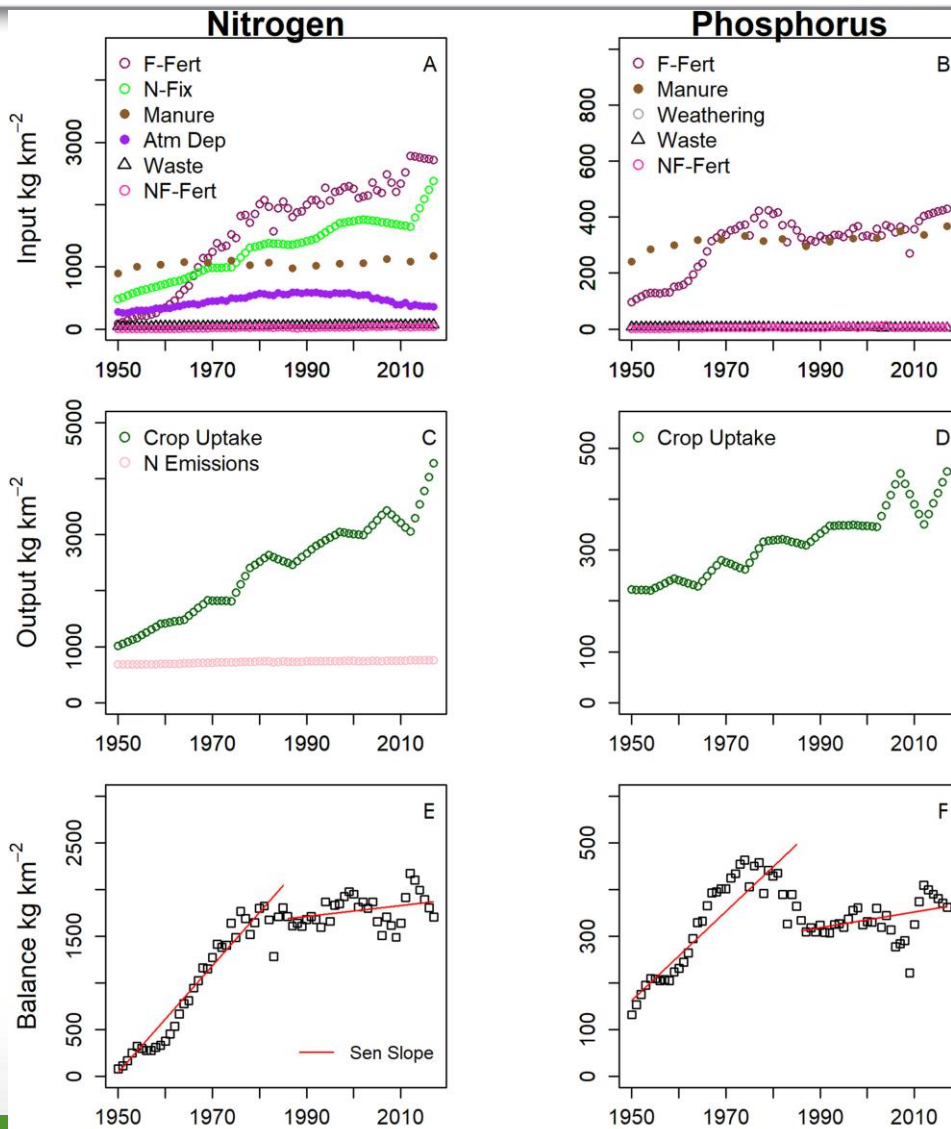 Nitrogen
Phosphorus
A
F-Fert
N-Fix
Manure
Atm Dep
Waste
NF-Fert
Input kg km−2
0 1000 3000
1950 1970 1990 2010
B
F-Fert
Manure
Weathering
Waste
NF-Fert
0 200 400 600 800
1950 1970 1990 2010
C
Crop Uptake
N Emissions
Output kg km−2
0 1000 3000 5000
1950 1970 1990 2010
D
Crop Uptake
0 100 300 500
1950 1970 1990 2010
E
Balance kg km−2
0 500 1500 2500
Sen Slope
1950 1970 1990 2010
F
0 100 300 500
1950 1970 1990 2010